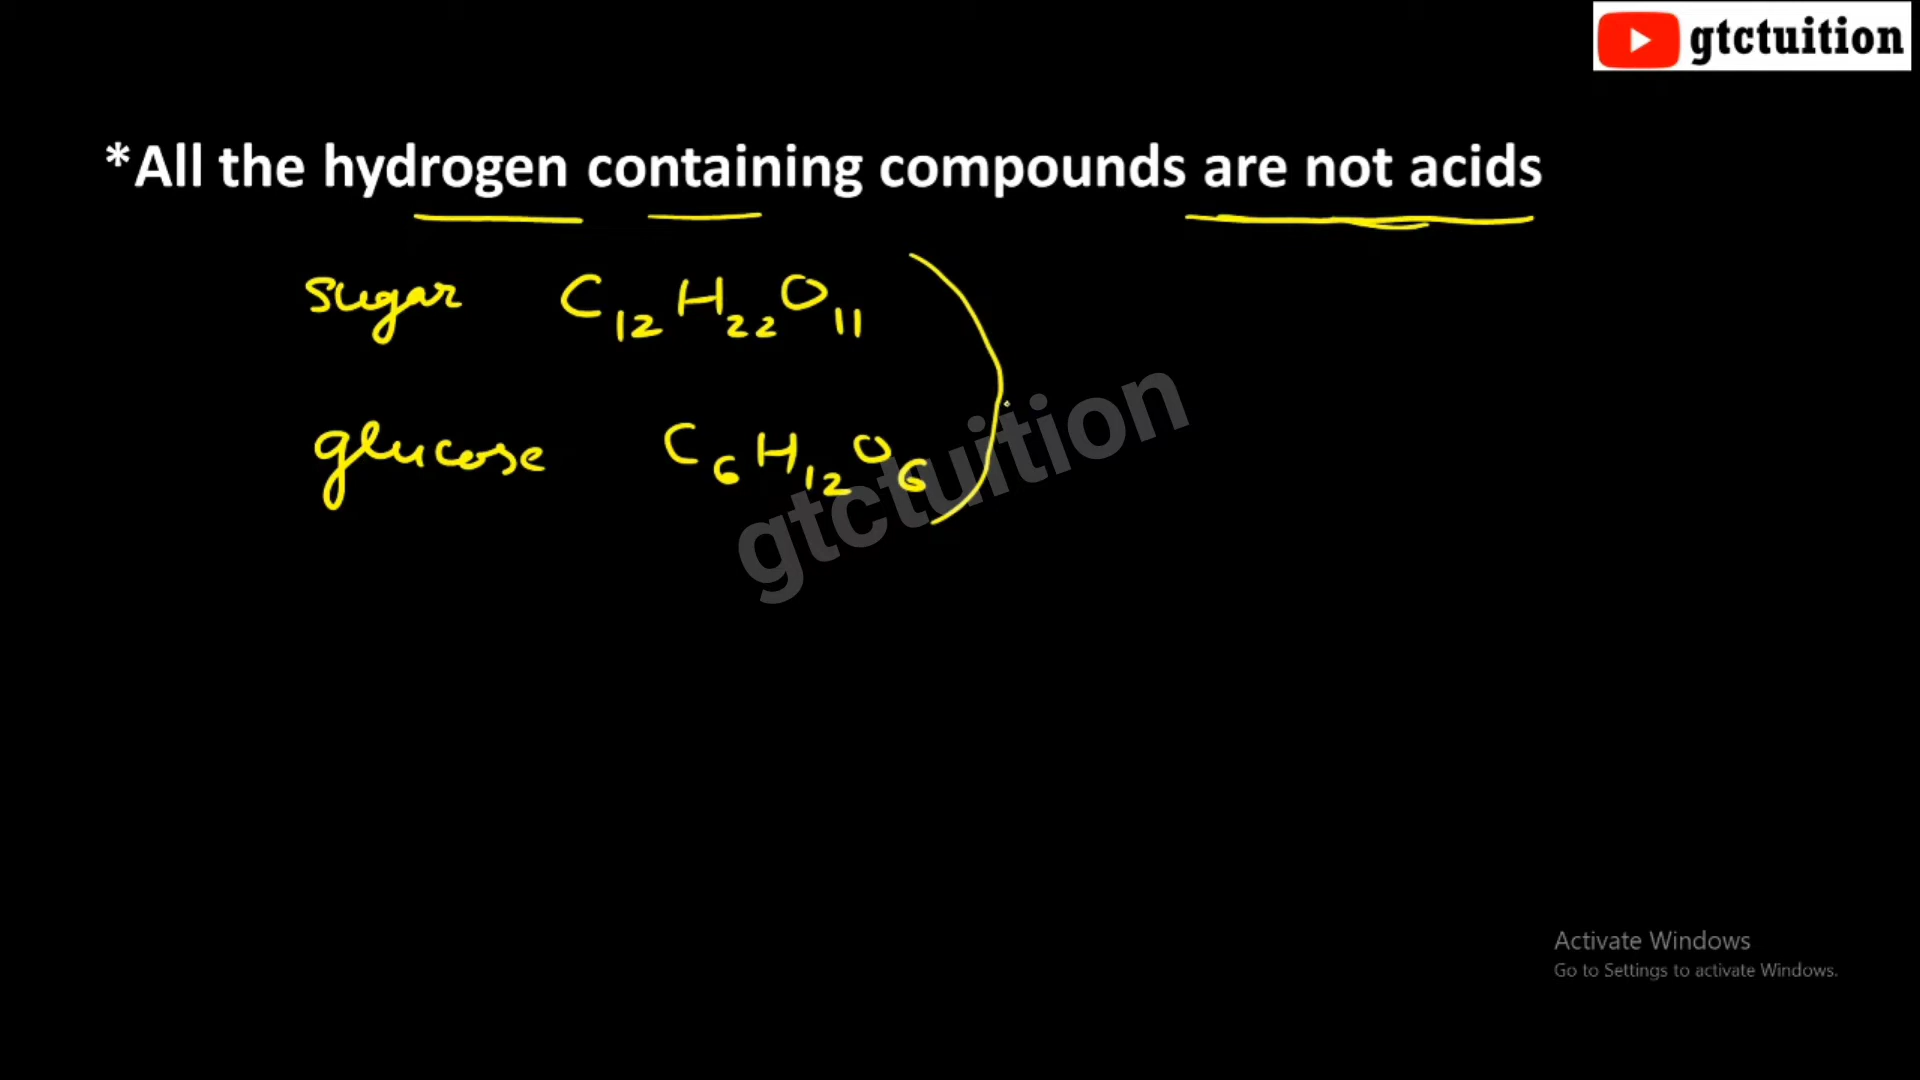 gtctuition
*All the hydrogen containing compounds are not acids
sugar C₁₂H₂₂O₁₁
glucose C₆H₁₂O₆
gtctuition
Activate Windows
Go to Settings to activate Windows.